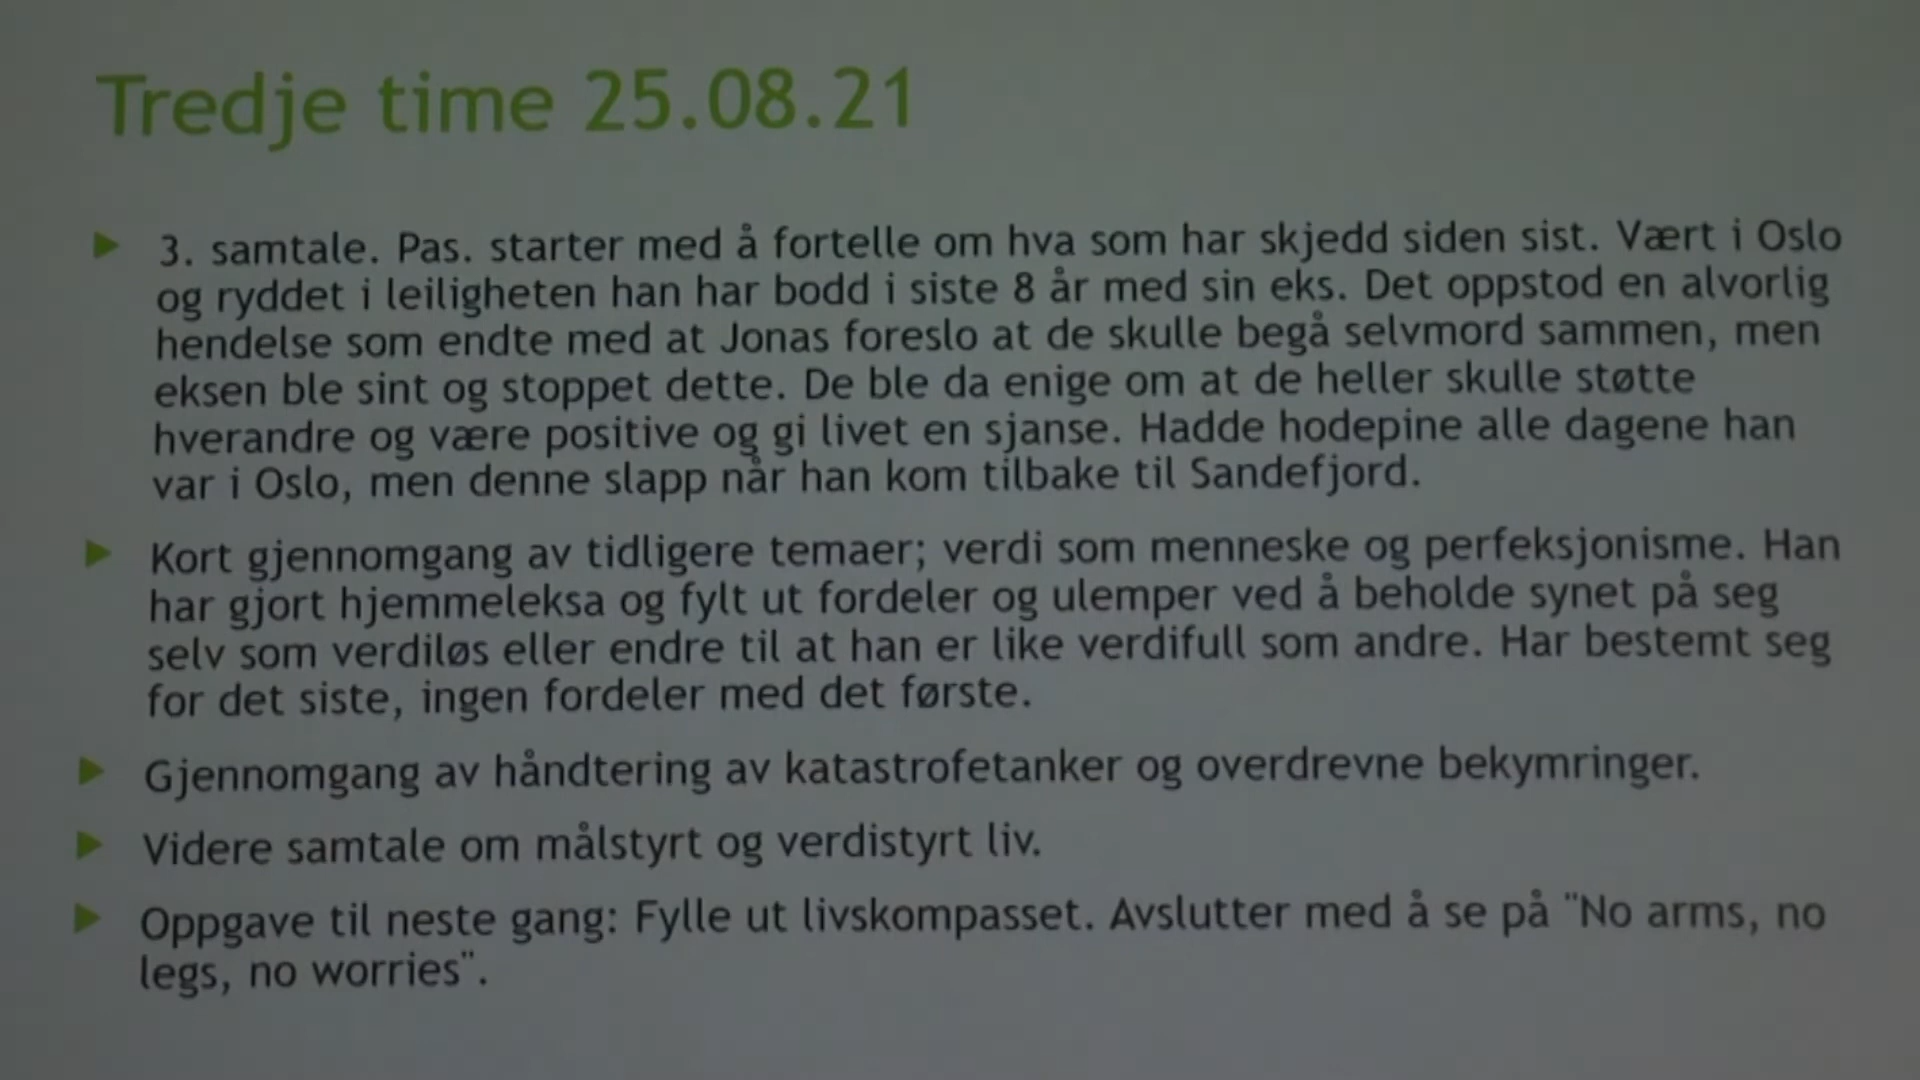 Tredje time 25.08.21
3. samtale. Pas. starter med å fortelle om hva som har skjedd siden sist. Vært i Oslo
og ryddet i leiligheten han har bodd i siste 8 år med sin eks. Det oppstod en alvorlig
hendelse som endte med at Jonas foreslo at de skulle begå selvmord sammen, men
eksen ble sint og stoppet dette. De ble da enige om at de heller skulle støtte
hverandre og være positive og gi livet en sjanse. Hadde hodepine alle dagene han
var i Oslo, men denne slapp når han kom tilbake til Sandefjord.
Kort gjennomgang av tidligere temaer; verdi som menneske og perfeksjonisme. Han
har gjort hjemmeleksa og fylt ut fordeler og ulemper ved å beholde synet på seg
selv som verdiløs eller endre til at han er like verdifull som andre. Har bestemt seg
for det siste, ingen fordeler med det første.
Gjennomgang av håndtering av katastrofetanker og overdrevne bekymringer.
Videre samtale om målstyrt og verdistyrt liv.
Oppgave til neste gang: Fylle ut livskompasset. Avslutter med å se på "No arms, no
legs, no worries".